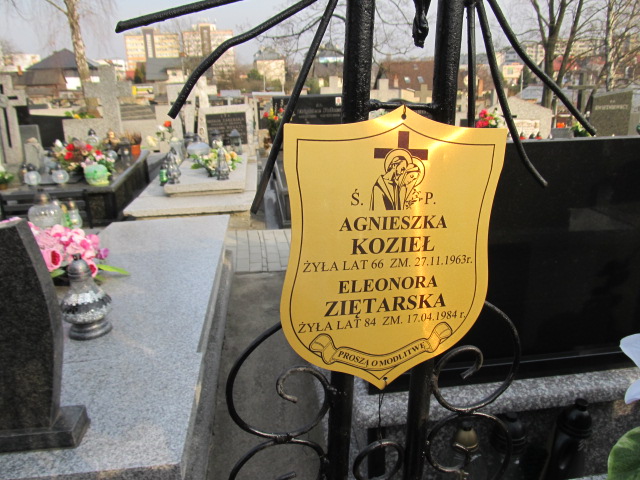 Ś. P.
AGNIESZKA
KOZIEŁ
ŻYŁA LAT 66 ZM. 27.11.1963r.
ELEONORA
ZIĘTARSKA
ŻYŁA LAT 84 ZM. 17.04.1984 r.
PROSZĄ O MODLITWĘ